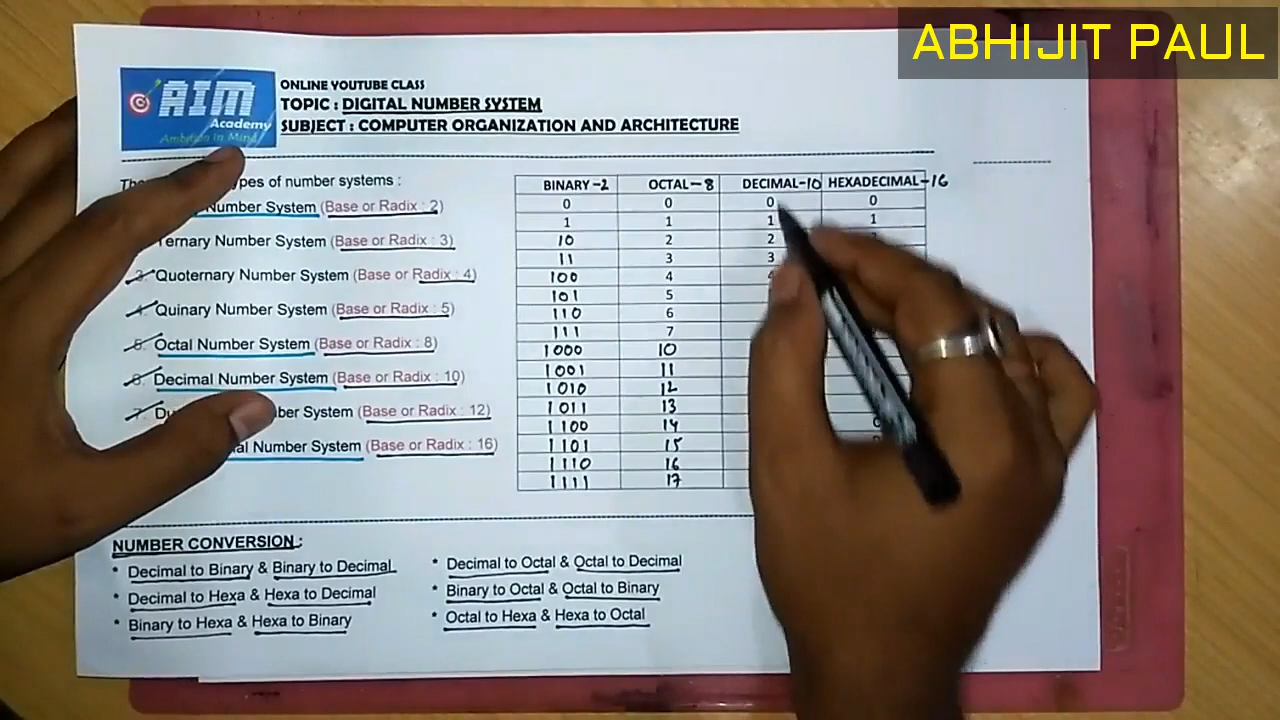 ABHIJIT PAUL
AIM
Academy
Ambition in Mind
ONLINE YOUTUBE CLASS
TOPIC : DIGITAL NUMBER SYSTEM
SUBJECT : COMPUTER ORGANIZATION AND ARCHITECTURE
ypes of number systems :
Number System (Base or Radix : 2)
Ternary Number System (Base or Radix : 3)
3. Quoternary Number System (Base or Radix : 4)
4. Quinary Number System (Base or Radix : 5)
5. Octal Number System (Base or Radix : 8)
6. Decimal Number System (Base or Radix : 10)
7. Du ber System (Base or Radix : 12)
al Number System (Base or Radix : 16)
BINARY -2 OCTAL -8 DECIMAL -10 HEXADECIMAL -16
0 0 0 0
1 1 1 1
10 2 2
11 3 3
100 4 4
101 5
110 6
111 7
1000 10
1001 11
1010 12
1011 13
1100 14
1101 15
1110 16
1111 17
NUMBER CONVERSION :
* Decimal to Binary & Binary to Decimal
* Decimal to Hexa & Hexa to Decimal
* Binary to Hexa & Hexa to Binary
* Decimal to Octal & Octal to Decimal
* Binary to Octal & Octal to Binary
* Octal to Hexa & Hexa to Octal